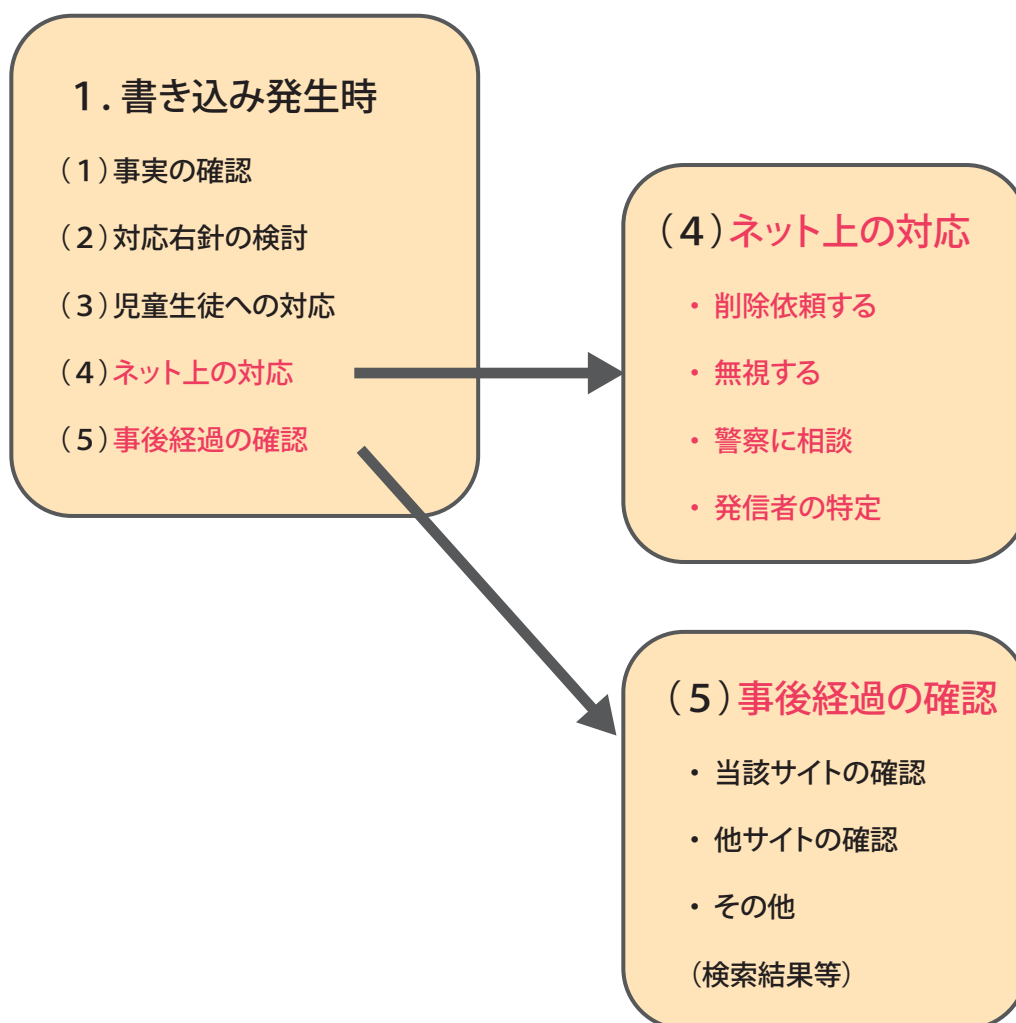 1. 書き込み発生時
(1)事実の確認
(2)対応右針の検討
(3)児童生徒への対応
(4)ネット上の対応
(5)事後経過の確認
(4)ネット上の対応
・ 削除依頼する
・ 無視する
・ 警察に相談
・ 発信者の特定
(5)事後経過の確認
・ 当該サイトの確認
・ 他サイトの確認
・ その他
(検索結果等)